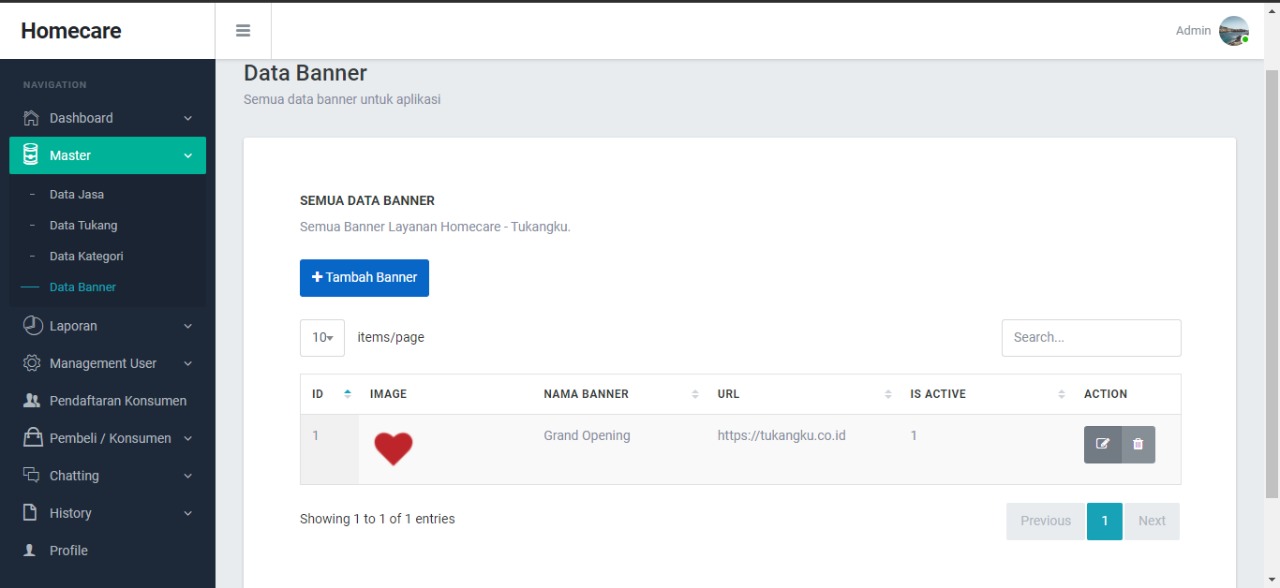 Homecare
Admin
NAVIGATION
Dashboard
Master
Data Jasa
Data Tukang
Data Kategori
Data Banner
Laporan
Management User
Pendaftaran Konsumen
Pembeli / Konsumen
Chatting
History
Profile
Data Banner
Semua data banner untuk aplikasi
SEMUA DATA BANNER
Semua Banner Layanan Homecare - Tukangku.
Tambah Banner
10 items/page
Search...
ID IMAGE NAMA BANNER URL IS ACTIVE ACTION
1 Grand Opening https://tukangku.co.id 1
Showing 1 to 1 of 1 entries
Previous 1 Next